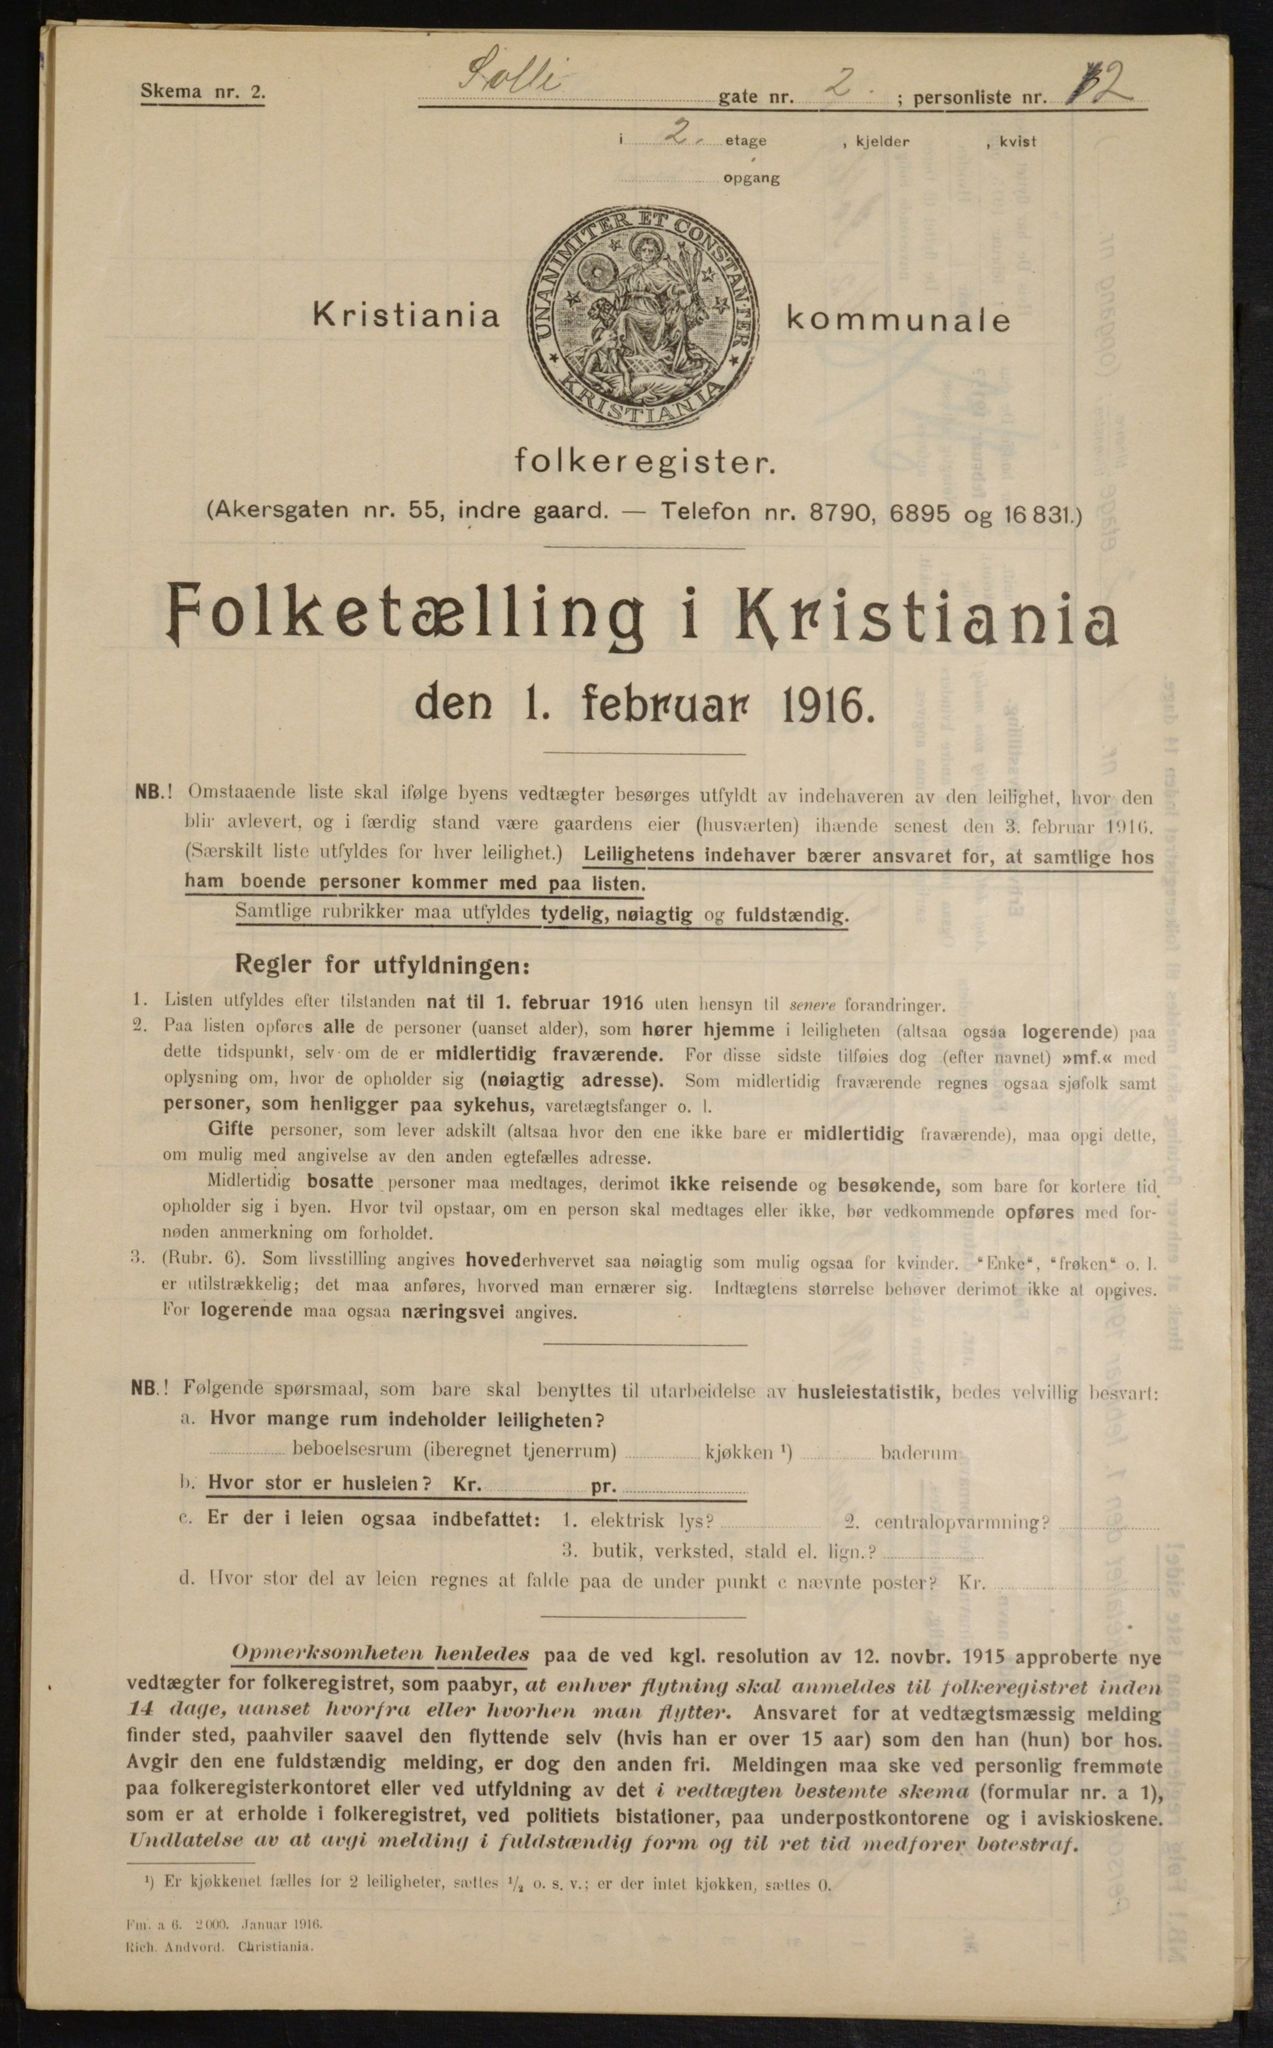 Skema nr. 2.
Solli gate nr. 2. ; personliste nr. 12
i 2. etage , kjelder , kvist
opgang
UNANIMITER ET CONSTANTER
KRISTIANIA
Kristiania kommunale
folkeregister.
(Akersgaten nr. 55, indre gaard. — Telefon nr. 8790, 6895 og 16 831.)
Folketælling i Kristiania
den 1. februar 1916.
NB.! Omstaaende liste skal ifølge byens vedtægter besørges utfyldt av indehaveren av den leilighet, hvor den
blir avlevert, og i færdig stand være gaardens eier (husværten) ihænde senest den 3. februar 1916.
(Særskilt liste utfyldes for hver leilighet.) Leilighetens indehaver bærer ansvaret for, at samtlige hos
ham boende personer kommer med paa listen.
Samtlige rubrikker maa utfyldes tydelig, nøiagtig og fuldstændig.
Regler for utfyldningen:
1. Listen utfyldes efter tilstanden nat til 1. februar 1916 uten hensyn til senere forandringer.
2. Paa listen opføres alle de personer (uanset alder), som hører hjemme i leiligheten (altsaa ogsaa logerende) paa
dette tidspunkt, selv om de er midlertidig fraværende. For disse sidste tilføies dog (efter navnet) »mf.« med
oplysning om, hvor de opholder sig (nøiagtig adresse). Som midlertidig fraværende regnes ogsaa sjøfolk samt
personer, som henligger paa sykehus, varetægtsfanger o. l.
Gifte personer, som lever adskilt (altsaa hvor den ene ikke bare er midlertidig fraværende), maa opgi dette,
om mulig med angivelse av den anden egtefælles adresse.
Midlertidig bosatte personer maa medtages, derimot ikke reisende og besøkende, som bare for kortere tid
opholder sig i byen. Hvor tvil opstaar, om en person skal medtages eller ikke, bør vedkommende opføres med for-
nøden anmerkning om forholdet.
3. (Rubr. 6). Som livsstilling angives hovederhvervet saa nøiagtig som mulig ogsaa for kvinder. "Enke", "frøken" o. l.
er utilstrækkelig; det maa anføres, hvorved man ernærer sig. Indtægtens størrelse behøver derimot ikke at opgives.
For logerende maa ogsaa næringsvei angives.
NB.! Følgende spørsmaal, som bare skal benyttes til utarbeidelse av husleiestatistik, bedes velvillig besvart:
a. Hvor mange rum indeholder leiligheten?
beboelsesrum (iberegnet tjenerrum) kjøkken ¹) baderum
b. Hvor stor er husleien? Kr. pr.
c. Er der i leien ogsaa indbefattet: 1. elektrisk lys? 2. centralopvarmning?
3. butik, verksted, stald el. lign.?
d. Hvor stor del av leien regnes at falde paa de under punkt c nævnte poster? Kr.
Opmerksomheten henledes paa de ved kgl. resolution av 12. novbr. 1915 approberte nye
vedtægter for folkeregistret, som paabyr, at enhver flytning skal anmeldes til folkeregistret inden
14 dage, uanset hvorfra eller hvorhen man flytter. Ansvaret for at vedtægtsmæssig melding
finder sted, paahviler saavel den flyttende selv (hvis han er over 15 aar) som den han (hun) bor hos.
Avgir den ene fuldstændig melding, er dog den anden fri. Meldingen maa ske ved personlig fremmøte
paa folkeregisterkontoret eller ved utfyldning av det i vedtægten bestemte skema (formular nr. a 1),
som er at erholde i folkeregistret, ved politiets bistationer, paa underpostkontorene og i aviskioskene.
Undlatelse av at avgi melding i fuldstændig form og til ret tid medfører bøtestraf.
¹) Er kjøkkenet fælles for 2 leiligheter, sættes ½ o. s. v.; er der intet kjøkken, sættes 0.
Fm. a 6. 2000. Januar 1916.
Rich. Andvord. Christiania.